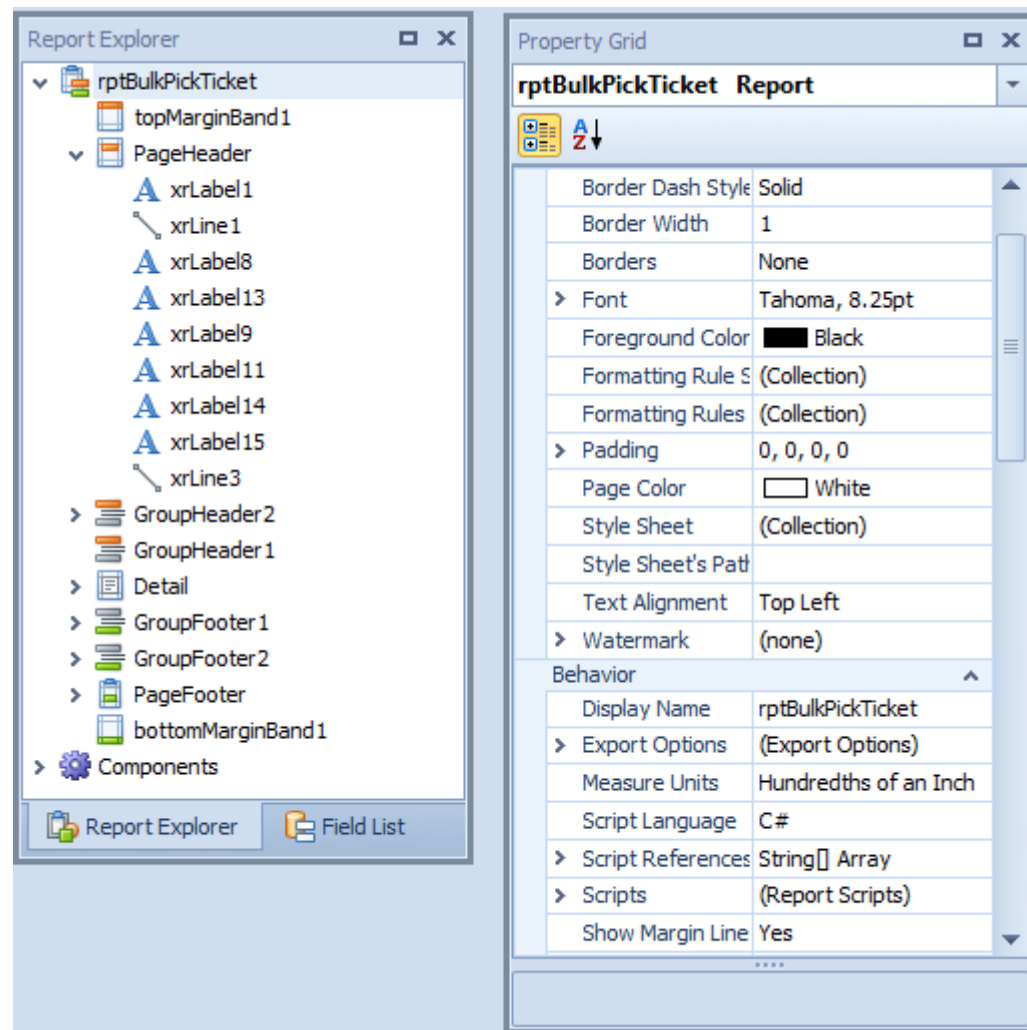 Report Explorer
rptBulkPickTicket
topMarginBand1
PageHeader
xrLabel1
xrLine1
xrLabel8
xrLabel13
xrLabel9
xrLabel11
xrLabel14
xrLabel15
xrLine3
GroupHeader2
GroupHeader1
Detail
GroupFooter1
GroupFooter2
PageFooter
bottomMarginBand1
Components
Report Explorer Field List
Property Grid
rptBulkPickTicket Report
A
Z
Border Dash Style Solid
Border Width 1
Borders None
Font Tahoma, 8.25pt
Foreground Color Black
Formatting Rule S (Collection)
Formatting Rules (Collection)
Padding 0, 0, 0, 0
Page Color White
Style Sheet (Collection)
Style Sheet's Path
Text Alignment Top Left
Watermark (none)
Behavior
Display Name rptBulkPickTicket
Export Options (Export Options)
Measure Units Hundredths of an Inch
Script Language C#
Script References String[] Array
Scripts (Report Scripts)
Show Margin Line Yes